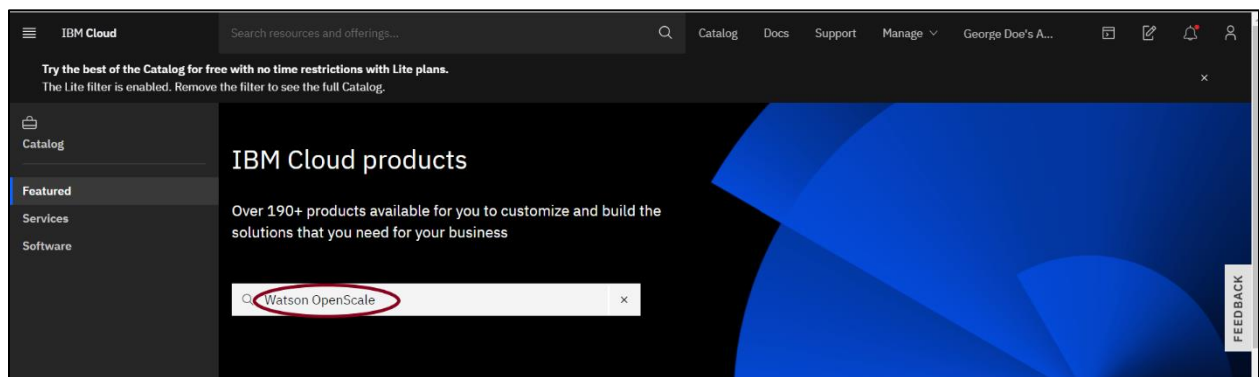 IBM Cloud
Search resources and offerings...
Catalog
Docs
Support
Manage
George Doe's A...
Try the best of the Catalog for free with no time restrictions with Lite plans.
The Lite filter is enabled. Remove the filter to see the full Catalog.
Catalog
Featured
Services
Software
IBM Cloud products
Over 190+ products available for you to customize and build the
solutions that you need for your business
Watson OpenScale
FEEDBACK